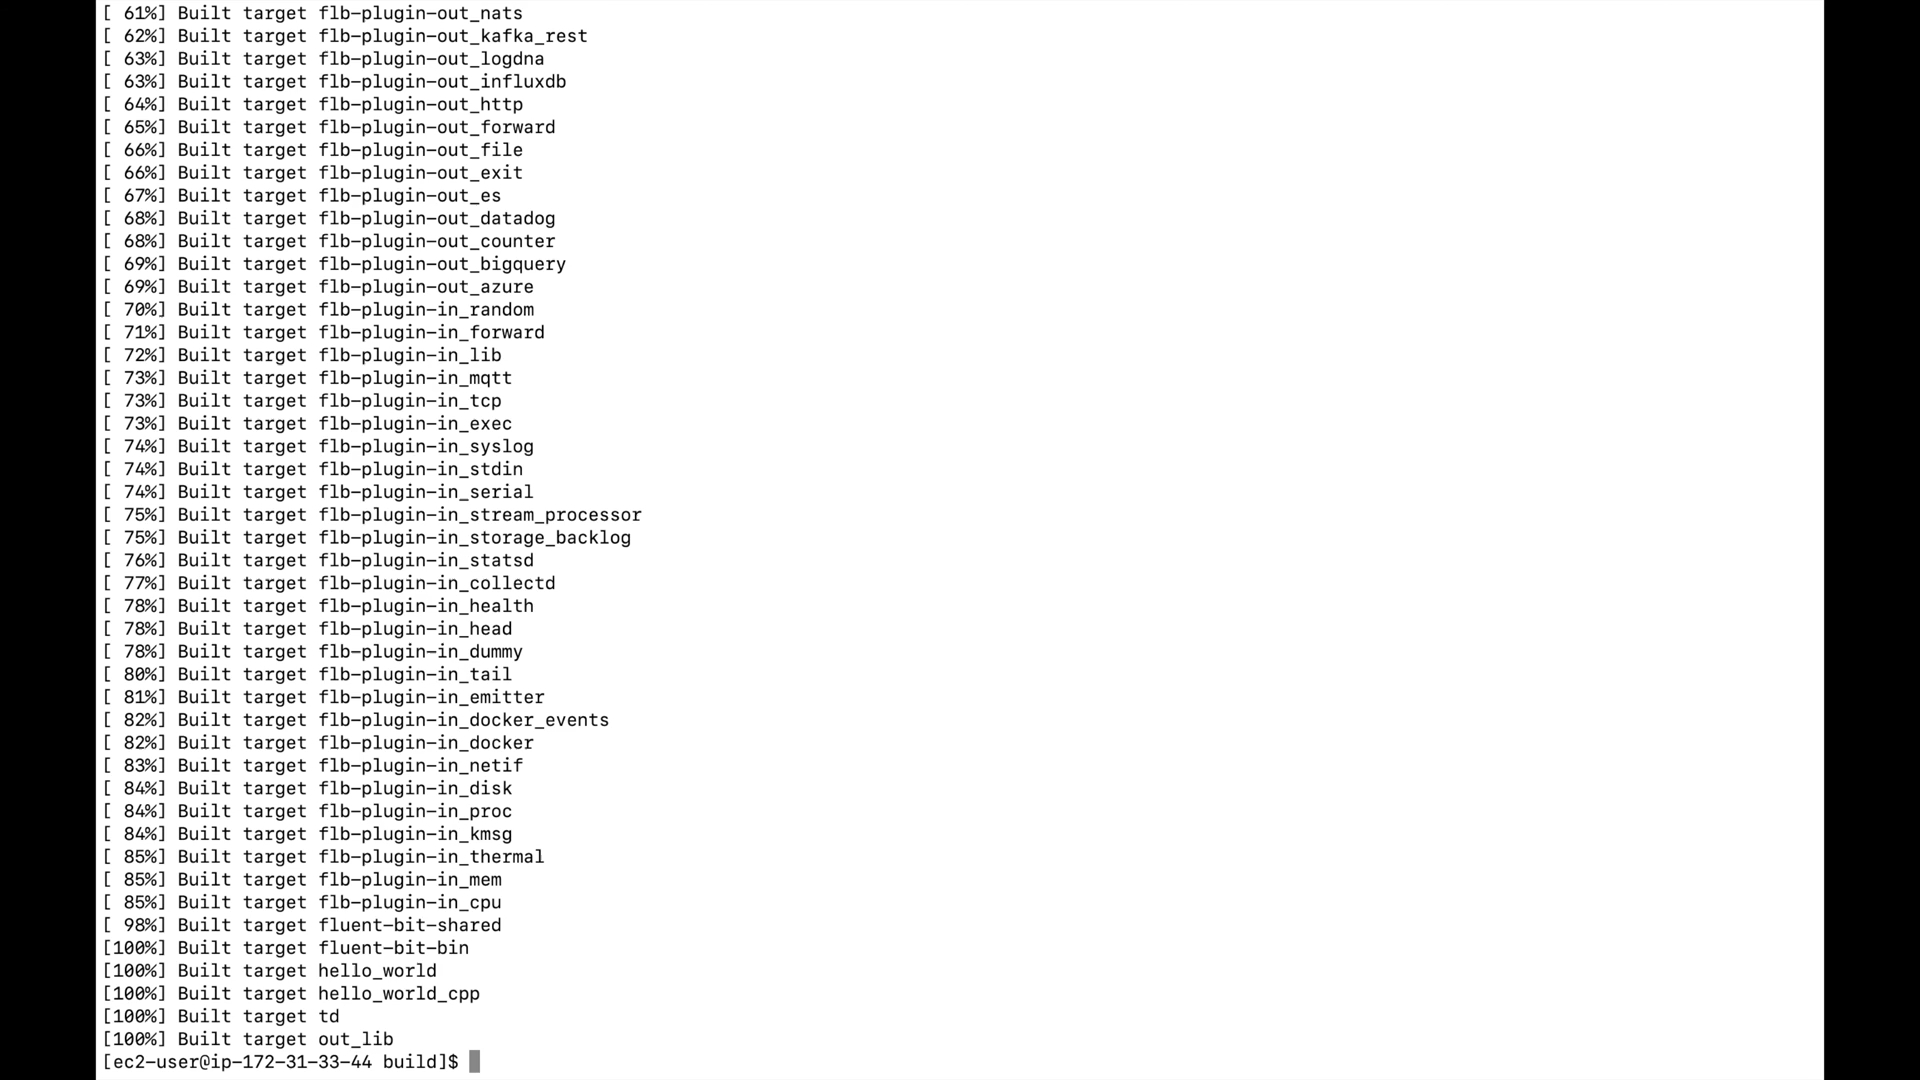 [ 61%] Built target flb-plugin-out_nats
[ 62%] Built target flb-plugin-out_kafka_rest
[ 63%] Built target flb-plugin-out_logdna
[ 63%] Built target flb-plugin-out_influxdb
[ 64%] Built target flb-plugin-out_http
[ 65%] Built target flb-plugin-out_forward
[ 66%] Built target flb-plugin-out_file
[ 66%] Built target flb-plugin-out_exit
[ 67%] Built target flb-plugin-out_es
[ 68%] Built target flb-plugin-out_datadog
[ 68%] Built target flb-plugin-out_counter
[ 69%] Built target flb-plugin-out_bigquery
[ 69%] Built target flb-plugin-out_azure
[ 70%] Built target flb-plugin-in_random
[ 71%] Built target flb-plugin-in_forward
[ 72%] Built target flb-plugin-in_lib
[ 73%] Built target flb-plugin-in_mqtt
[ 73%] Built target flb-plugin-in_tcp
[ 73%] Built target flb-plugin-in_exec
[ 74%] Built target flb-plugin-in_syslog
[ 74%] Built target flb-plugin-in_stdin
[ 74%] Built target flb-plugin-in_serial
[ 75%] Built target flb-plugin-in_stream_processor
[ 75%] Built target flb-plugin-in_storage_backlog
[ 76%] Built target flb-plugin-in_statsd
[ 77%] Built target flb-plugin-in_collectd
[ 78%] Built target flb-plugin-in_health
[ 78%] Built target flb-plugin-in_head
[ 78%] Built target flb-plugin-in_dummy
[ 80%] Built target flb-plugin-in_tail
[ 81%] Built target flb-plugin-in_emitter
[ 82%] Built target flb-plugin-in_docker_events
[ 82%] Built target flb-plugin-in_docker
[ 83%] Built target flb-plugin-in_netif
[ 84%] Built target flb-plugin-in_disk
[ 84%] Built target flb-plugin-in_proc
[ 84%] Built target flb-plugin-in_kmsg
[ 85%] Built target flb-plugin-in_thermal
[ 85%] Built target flb-plugin-in_mem
[ 85%] Built target flb-plugin-in_cpu
[ 98%] Built target fluent-bit-shared
[100%] Built target fluent-bit-bin
[100%] Built target hello_world
[100%] Built target hello_world_cpp
[100%] Built target td
[100%] Built target out_lib
[ec2-user@ip-172-31-33-44 build]$